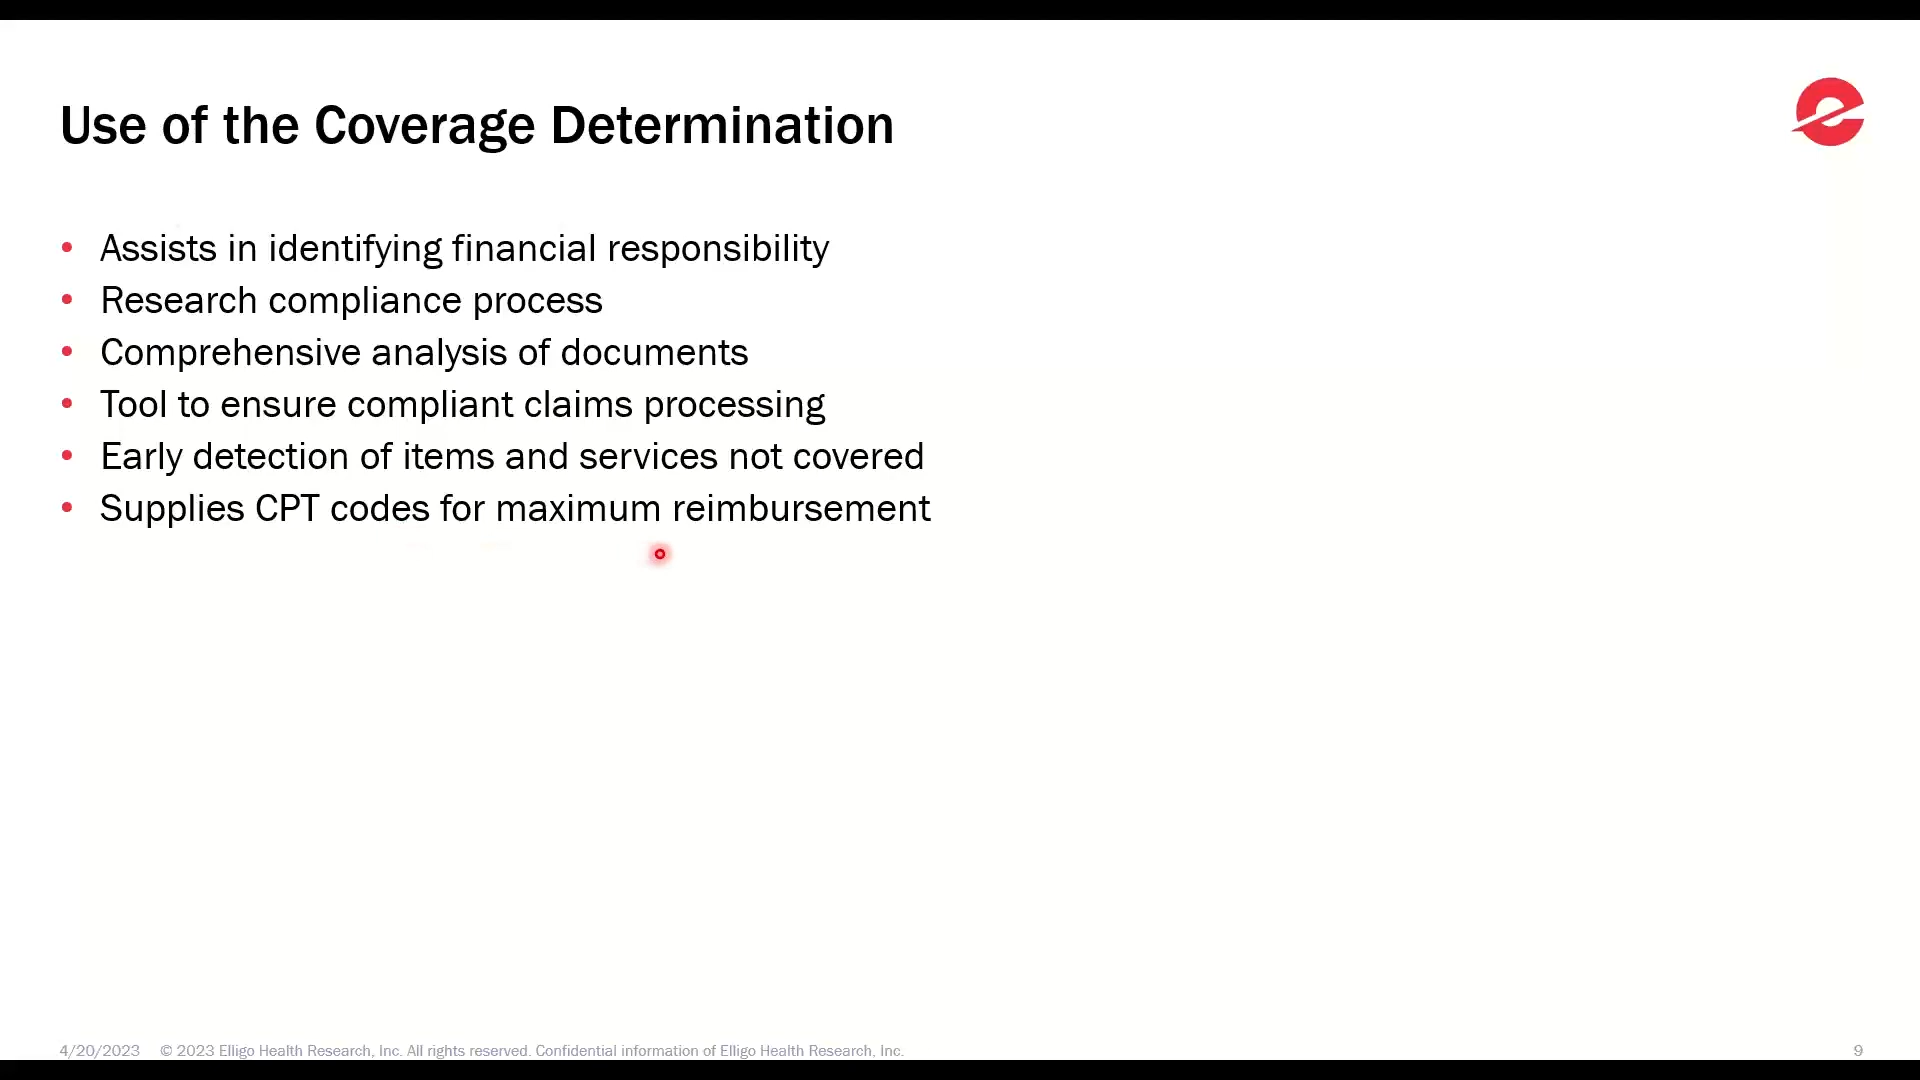 Use of the Coverage Determination
• Assists in identifying financial responsibility
• Research compliance process
• Comprehensive analysis of documents
• Tool to ensure compliant claims processing
• Early detection of items and services not covered
• Supplies CPT codes for maximum reimbursement
4/20/2023 © 2023 Elligo Health Research, Inc. All rights reserved. Confidential information of Elligo Health Research, Inc. 9